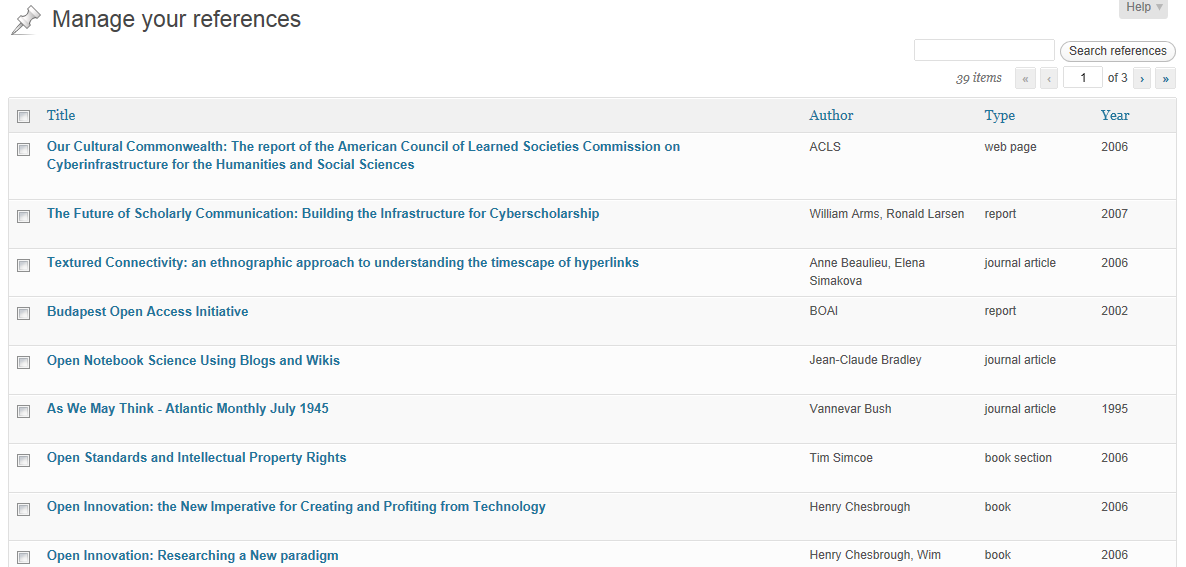 Help ▼
Manage your references
Search references
39 items « ‹ 1 of 3 › »
Title Author Type Year
Our Cultural Commonwealth: The report of the American Council of Learned Societies Commission on ACLS web page 2006
Cyberinfrastructure for the Humanities and Social Sciences
The Future of Scholarly Communication: Building the Infrastructure for Cyberscholarship William Arms, Ronald Larsen report 2007
Textured Connectivity: an ethnographic approach to understanding the timescape of hyperlinks Anne Beaulieu, Elena journal article 2006
Simakova
Budapest Open Access Initiative BOAI report 2002
Open Notebook Science Using Blogs and Wikis Jean-Claude Bradley journal article
As We May Think - Atlantic Monthly July 1945 Vannevar Bush journal article 1995
Open Standards and Intellectual Property Rights Tim Simcoe book section 2006
Open Innovation: the New Imperative for Creating and Profiting from Technology Henry Chesbrough book 2006
Open Innovation: Researching a New paradigm Henry Chesbrough, Wim book 2006